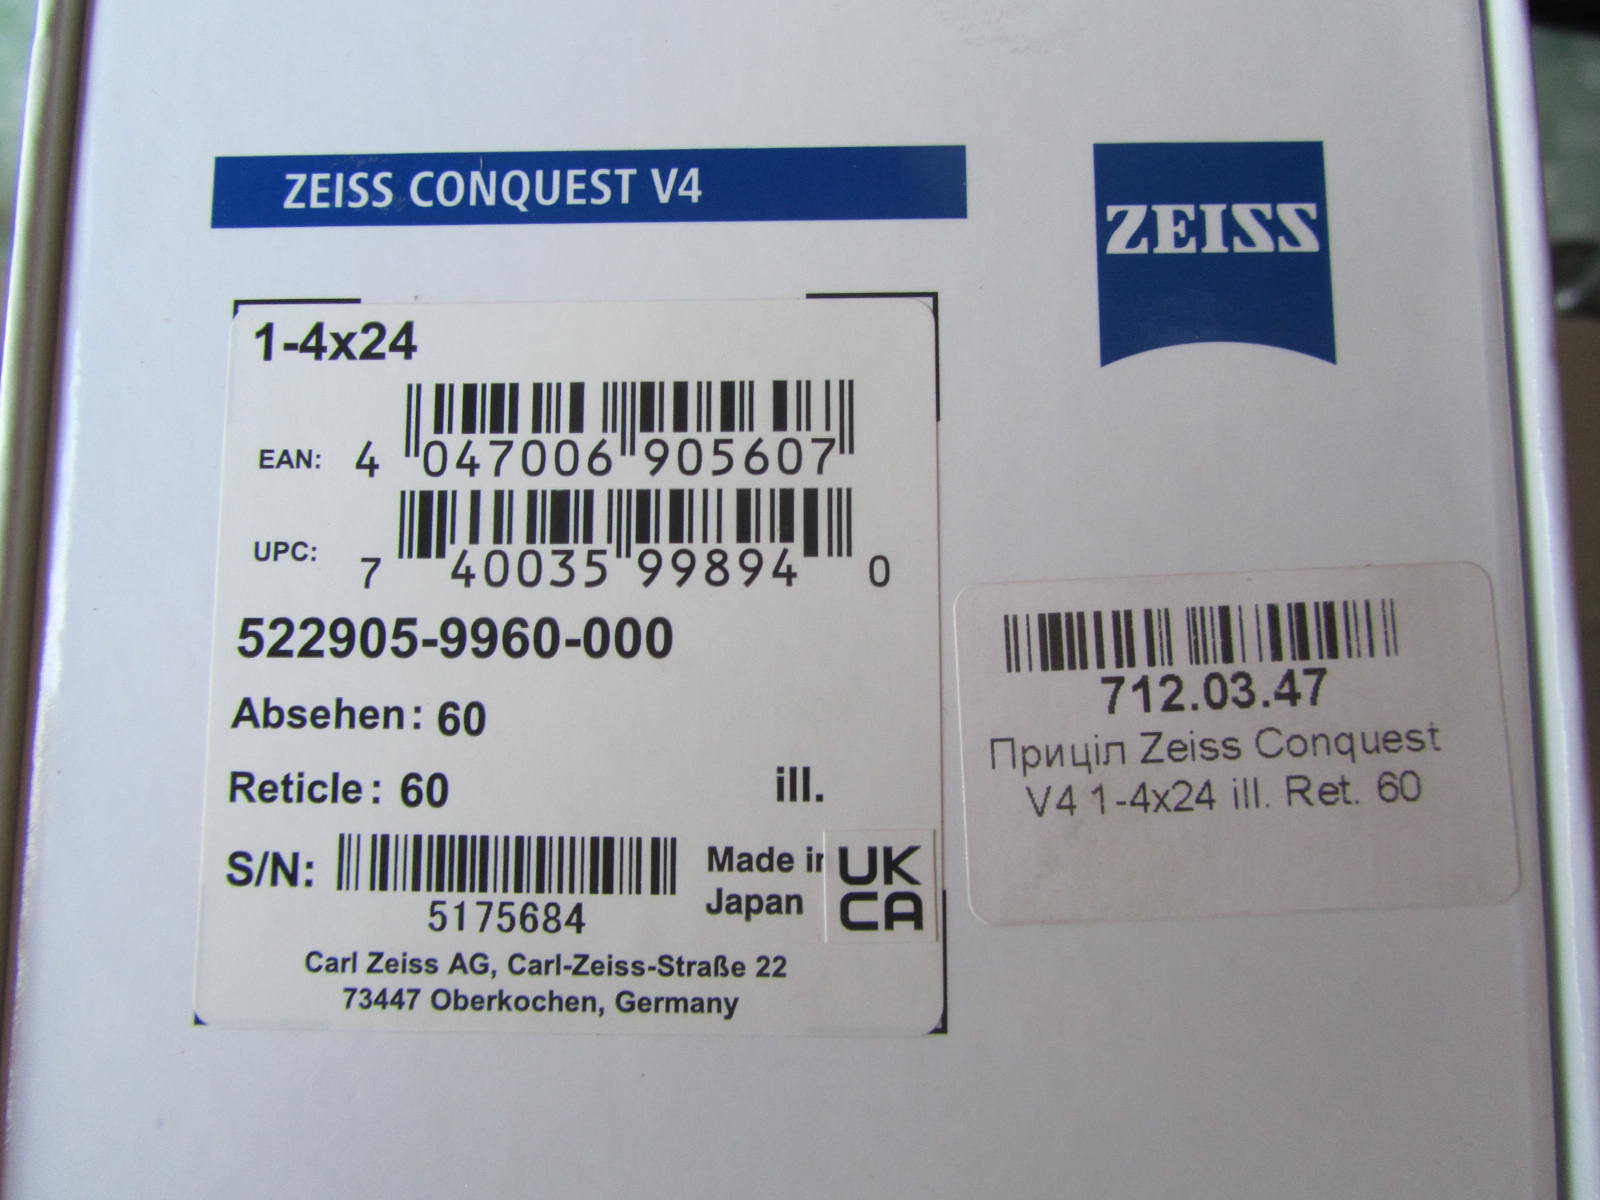 ZEISS CONQUEST V4
ZEISS
1-4x24
EAN: 4 047006 905607
UPC: 7 40035 99894 0
522905-9960-000
Absehen: 60
Reticle: 60 ill.
S/N: 5175684
Made in
Japan
UK
CA
Carl Zeiss AG, Carl-Zeiss-Straße 22
73447 Oberkochen, Germany
712.03.47
Приціл Zeiss Conquest
V4 1-4x24 ill. Ret. 60